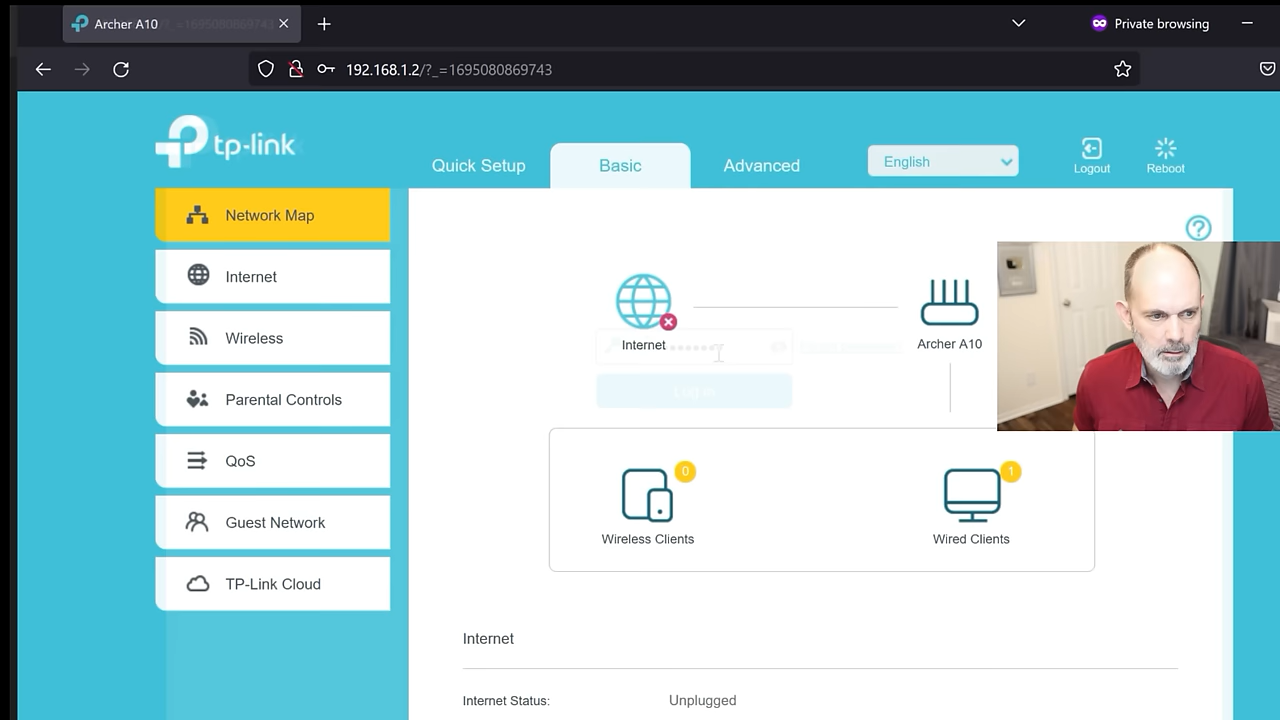 Archer A10
Private browsing
192.168.1.2/?_=1695080869743
tp-link
Quick Setup
Basic
Advanced
English
Logout
Reboot
Network Map
Internet
Wireless
Parental Controls
QoS
Guest Network
TP-Link Cloud
Internet
Archer A10
Log in
0
1
Wireless Clients
Wired Clients
Internet
Internet Status:
Unplugged